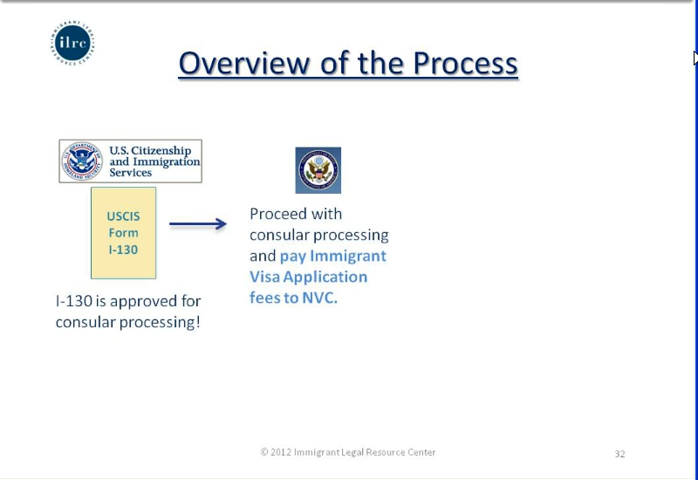 ilrc
Overview of the Process
U.S. Citizenship
and Immigration
Services
USCIS
Form
I-130
I-130 is approved for
consular processing!
Proceed with
consular processing
and pay Immigrant
Visa Application
fees to NVC.
© 2012 Immigrant Legal Resource Center
32